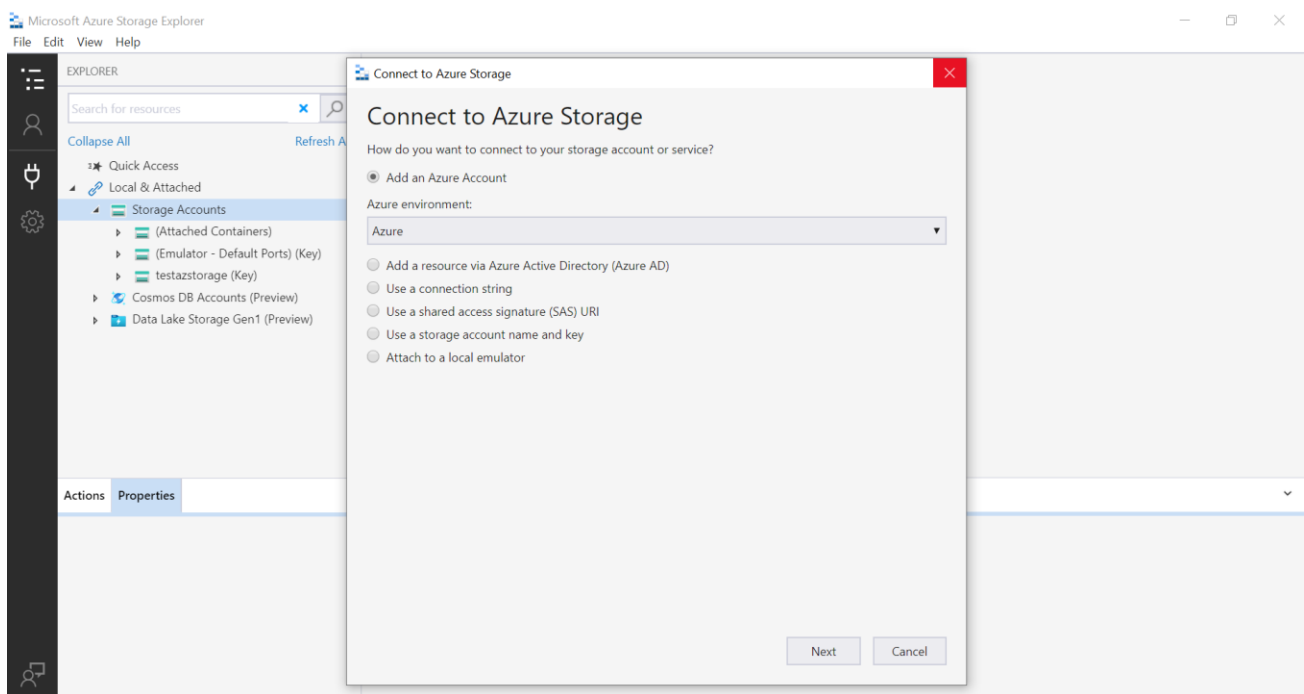 Microsoft Azure Storage Explorer
File Edit View Help
EXPLORER
Search for resources
Collapse All Refresh A
Quick Access
Local & Attached
Storage Accounts
(Attached Containers)
(Emulator - Default Ports) (Key)
testazstorage (Key)
Cosmos DB Accounts (Preview)
Data Lake Storage Gen1 (Preview)
Actions Properties
Connect to Azure Storage
Connect to Azure Storage
How do you want to connect to your storage account or service?
Add an Azure Account
Azure environment:
Azure
Add a resource via Azure Active Directory (Azure AD)
Use a connection string
Use a shared access signature (SAS) URI
Use a storage account name and key
Attach to a local emulator
Next Cancel